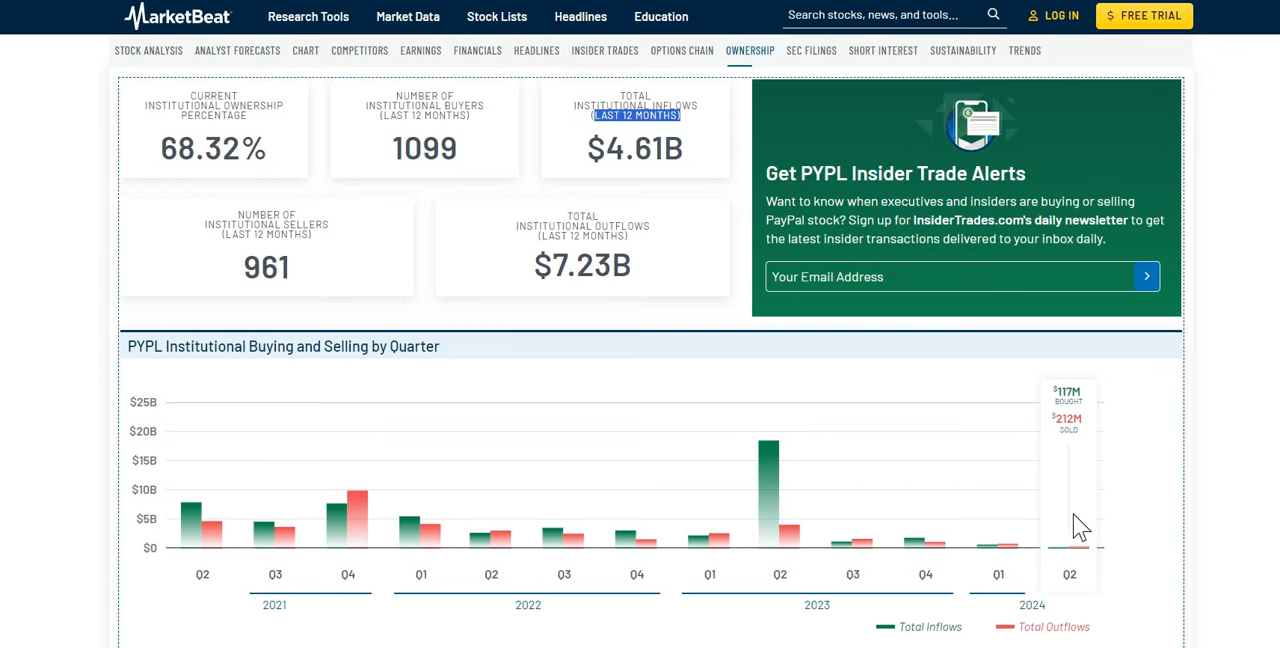 MarketBeat
Research Tools
Market Data
Stock Lists
Headlines
Education
Search stocks, news, and tools...
LOG IN
$ FREE TRIAL
STOCK ANALYSIS
ANALYST FORECASTS
CHART
COMPETITORS
EARNINGS
FINANCIALS
HEADLINES
INSIDER TRADES
OPTIONS CHAIN
OWNERSHIP
SEC FILINGS
SHORT INTEREST
SUSTAINABILITY
TRENDS
CURRENT
INSTITUTIONAL OWNERSHIP
PERCENTAGE
68.32%
NUMBER OF
INSTITUTIONAL BUYERS
(LAST 12 MONTHS)
1099
TOTAL
INSTITUTIONAL INFLOWS
(LAST 12 MONTHS)
$4.61B
NUMBER OF
INSTITUTIONAL SELLERS
(LAST 12 MONTHS)
961
TOTAL
INSTITUTIONAL OUTFLOWS
(LAST 12 MONTHS)
$7.23B
Get PYPL Insider Trade Alerts
Want to know when executives and insiders are buying or selling
PayPal stock? Sign up for InsiderTrades.com's daily newsletter to get
the latest insider transactions delivered to your inbox daily.
Your Email Address
PYPL Institutional Buying and Selling by Quarter
$25B
$20B
$15B
$10B
$5B
$0
$117M
BOUGHT
$212M
SOLD
Q2
Q3
Q4
Q1
Q2
Q3
Q4
Q1
Q2
Q3
Q4
Q1
Q2
2021
2022
2023
2024
Total Inflows
Total Outflows